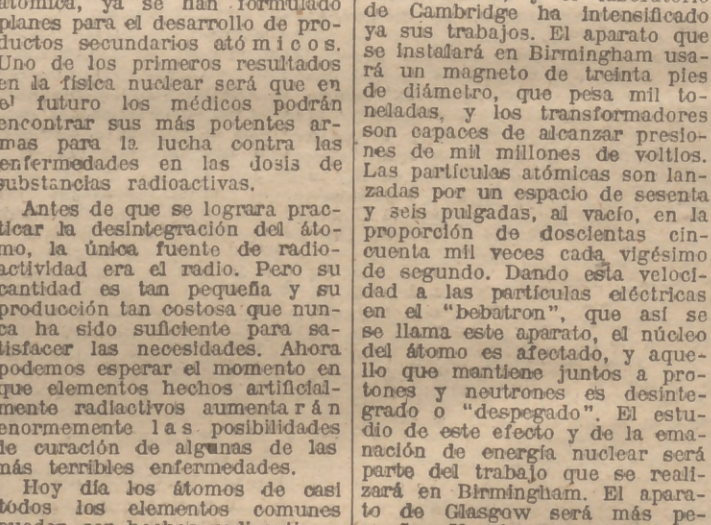 atómica, ya se han formulado
planes para el desarrollo de pro-
ductos secundarios atómicos.
Uno de los primeros resultados
en la física nuclear será que en
el futuro los médicos podrán
encontrar sus más potentes ar-
mas para la lucha contra las
enfermedades en las dosis de
substancias radioactivas.
Antes de que se lograra prac-
ticar la desintegración del áto-
mo, la única fuente de radio-
actividad era el radio. Pero su
cantidad es tan pequeña y su
producción tan costosa que nun-
ca ha sido suficiente para sa-
tisfacer las necesidades. Ahora
podemos esperar el momento en
que elementos hechos artificial-
mente radiactivos aumentarán
enormemente las posibilidades
de curación de algunas de las
más terribles enfermedades.
Hoy día los átomos de casi
todos los elementos comunes
de Cambridge ha intensificado
ya sus trabajos. El aparato que
se instalará en Birmingham usa-
rá un magneto de treinta pies
de diámetro, que pesa mil to-
neladas, y los transformadores
son capaces de alcanzar presio-
nes de mil millones de voltios.
Las partículas atómicas son lan-
zadas por un espacio de sesenta
y seis pulgadas, al vacío, en la
proporción de doscientas cin-
cuenta mil veces cada vigésimo
de segundo. Dando esta veloci-
dad a las partículas eléctricas
en el "bebatron", que así se
se llama este aparato, el núcleo
del átomo es afectado, y aque-
llo que mantiene juntos a pro-
tones y neutrones es desinte-
grado o "despegado". El estu-
dio de este efecto y de la ema-
nación de energía nuclear será
parte del trabajo que se reali-
zará en Birmingham. El apara-
to de Glasgow será más pe-